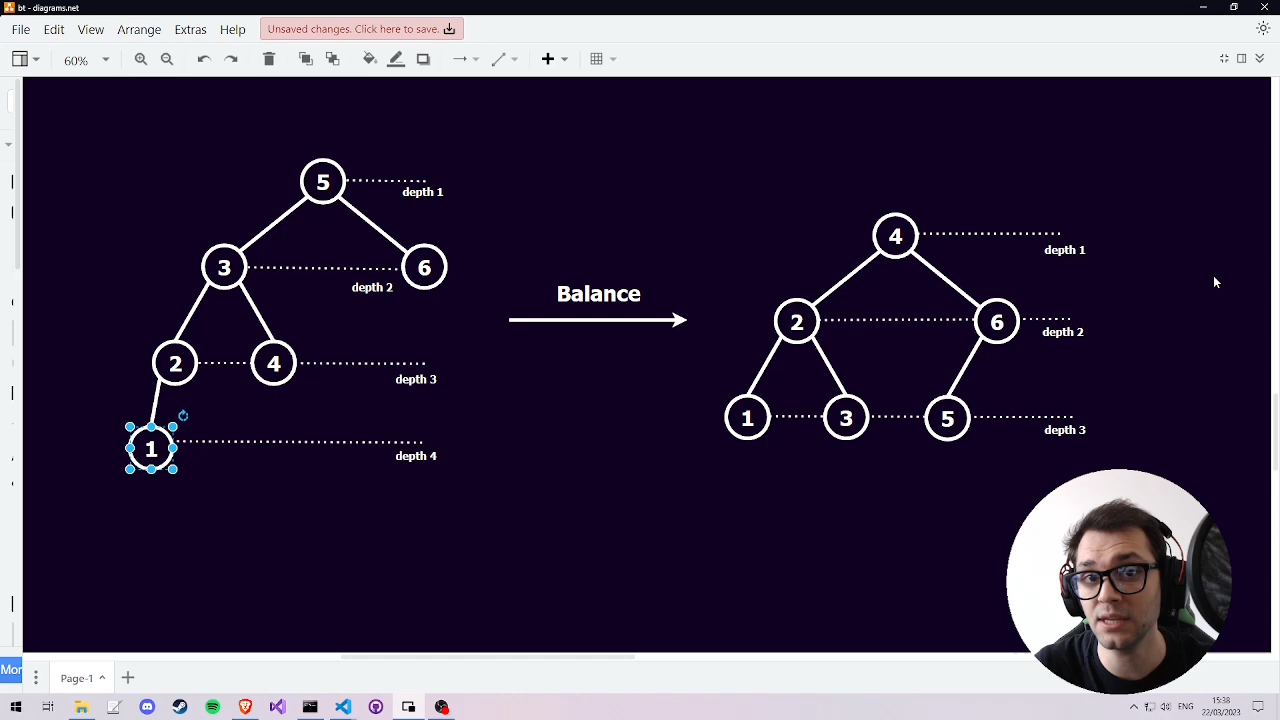 bt - diagrams.net
File Edit View Arrange Extras Help Unsaved changes. Click here to save.
60%
5
depth 1
3
6
depth 2
2
4
depth 3
1
depth 4
Balance
4
depth 1
2
6
depth 2
1
3
5
depth 3
Mor
Page-1
ENG
15:38
22/03/2023